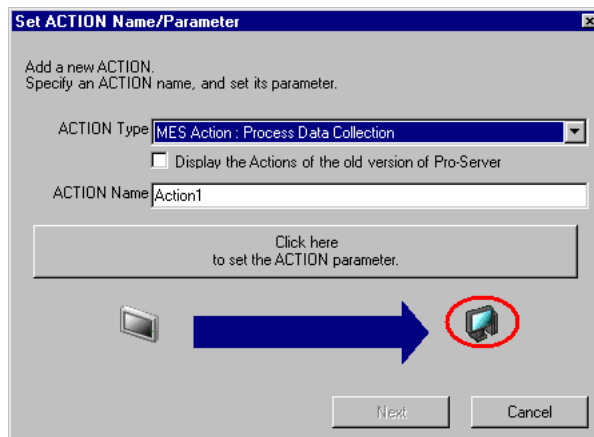 Set ACTION Name/Parameter
Add a new ACTION.
Specify an ACTION name, and set its parameter.
ACTION Type MES Action : Process Data Collection
Display the Actions of the old version of Pro-Server
ACTION Name Action1
Click here
to set the ACTION parameter.
Next Cancel